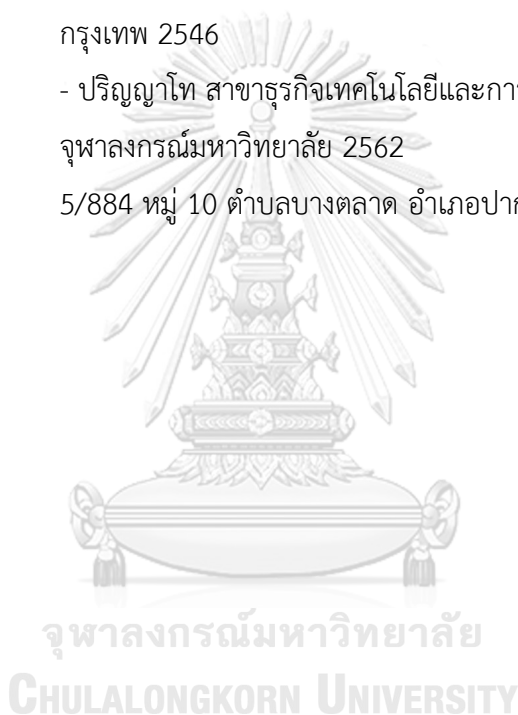 กรุงเทพ 2546
- ปริญญาโท สาขาธุรกิจเทคโนโลยีและการ
จุฬาลงกรณ์มหาวิทยาลัย 2562
5/884 หมู่ 10 ตำบลบางตลาด อำเภอปาก
จุฬาลงกรณ์มหาวิทยาลัย
CHULALONGKORN UNIVERSITY